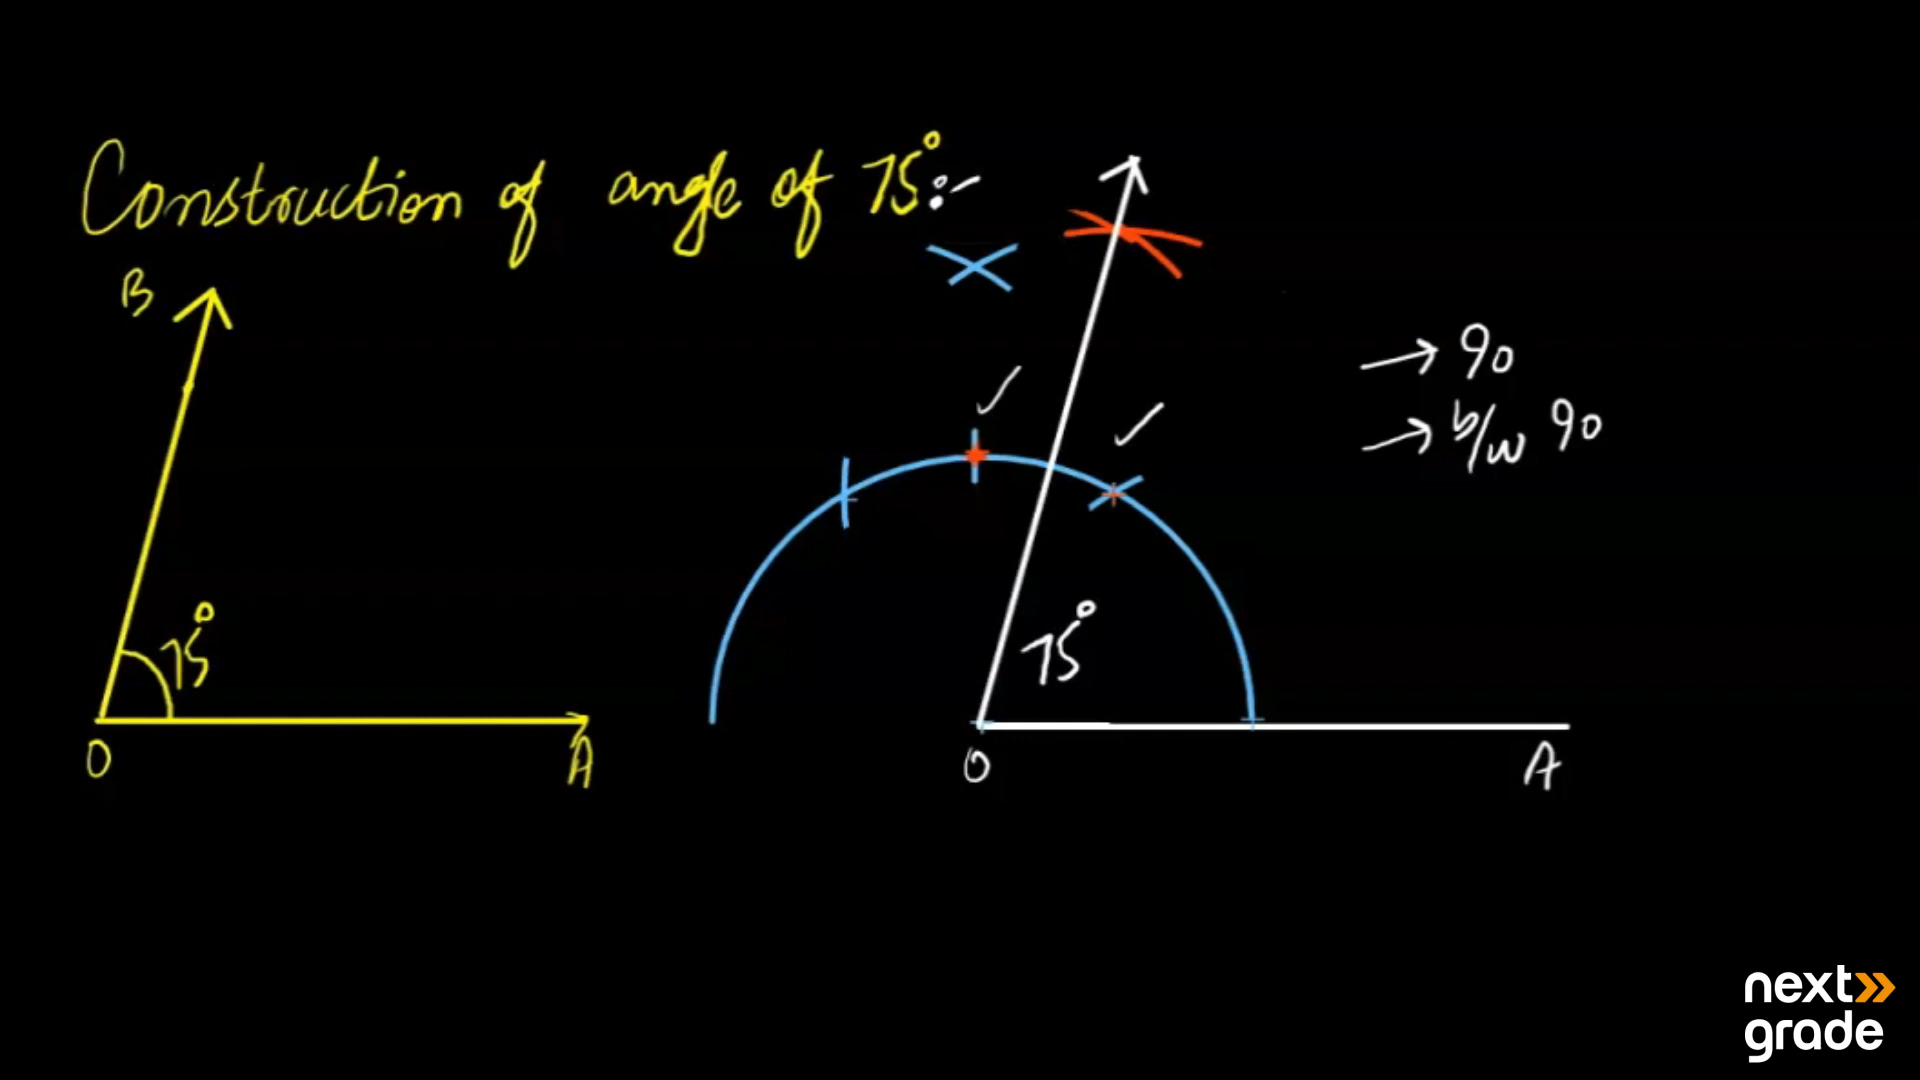 Construction of angle of 75°:-
B
75°
O
A
75°
O
A
→ 90
→ b/w 90
next
grade